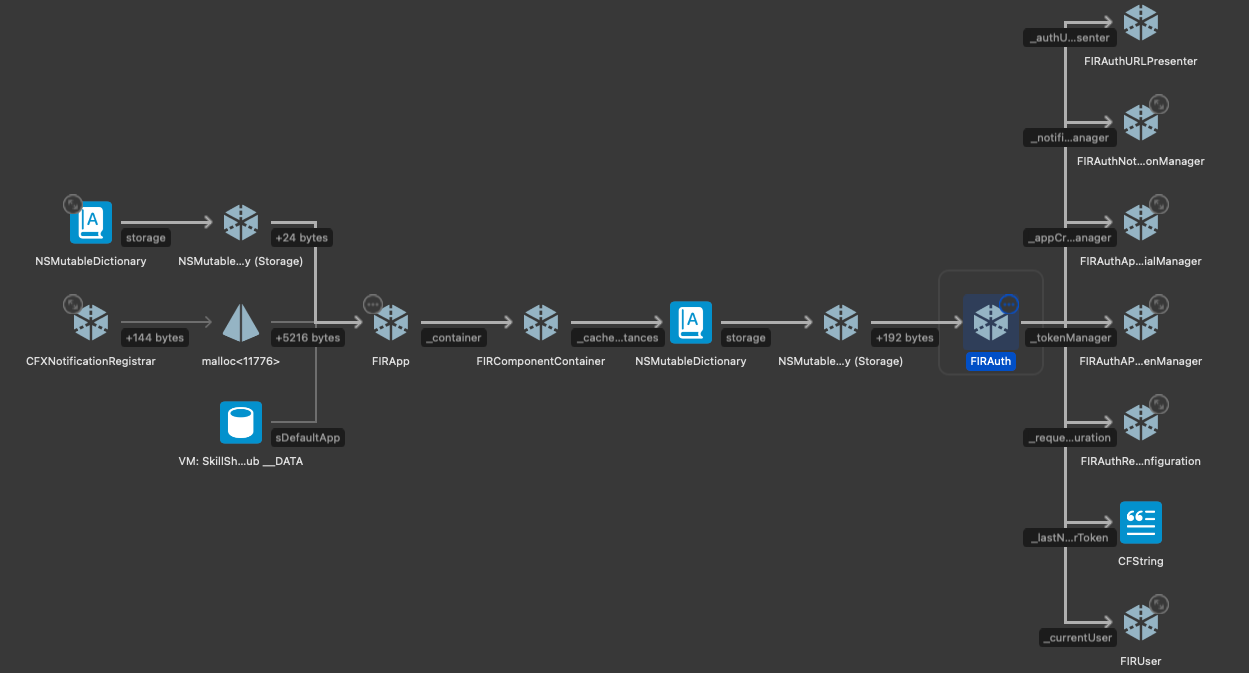 _authU...senter
FIRAuthURLPresenter
_notifi...anager
FIRAuthNot...onManager
storage
+24 bytes
_appCr...anager
NSMutableDictionary
NSMutable...y (Storage)
FIRAuthAp...ialManager
+144 bytes
+5216 bytes
_container
_cache...tances
storage
+192 bytes
_tokenManager
CFXNotificationRegistrar
malloc<11776>
FIRApp
FIRComponentContainer
NSMutableDictionary
NSMutable...y (Storage)
FIRAuth
FIRAuthAP...enManager
sDefaultApp
_reque...uration
VM: SkillSh...ub __DATA
FIRAuthRe...nfiguration
_lastN...rToken
CFString
_currentUser
FIRUser